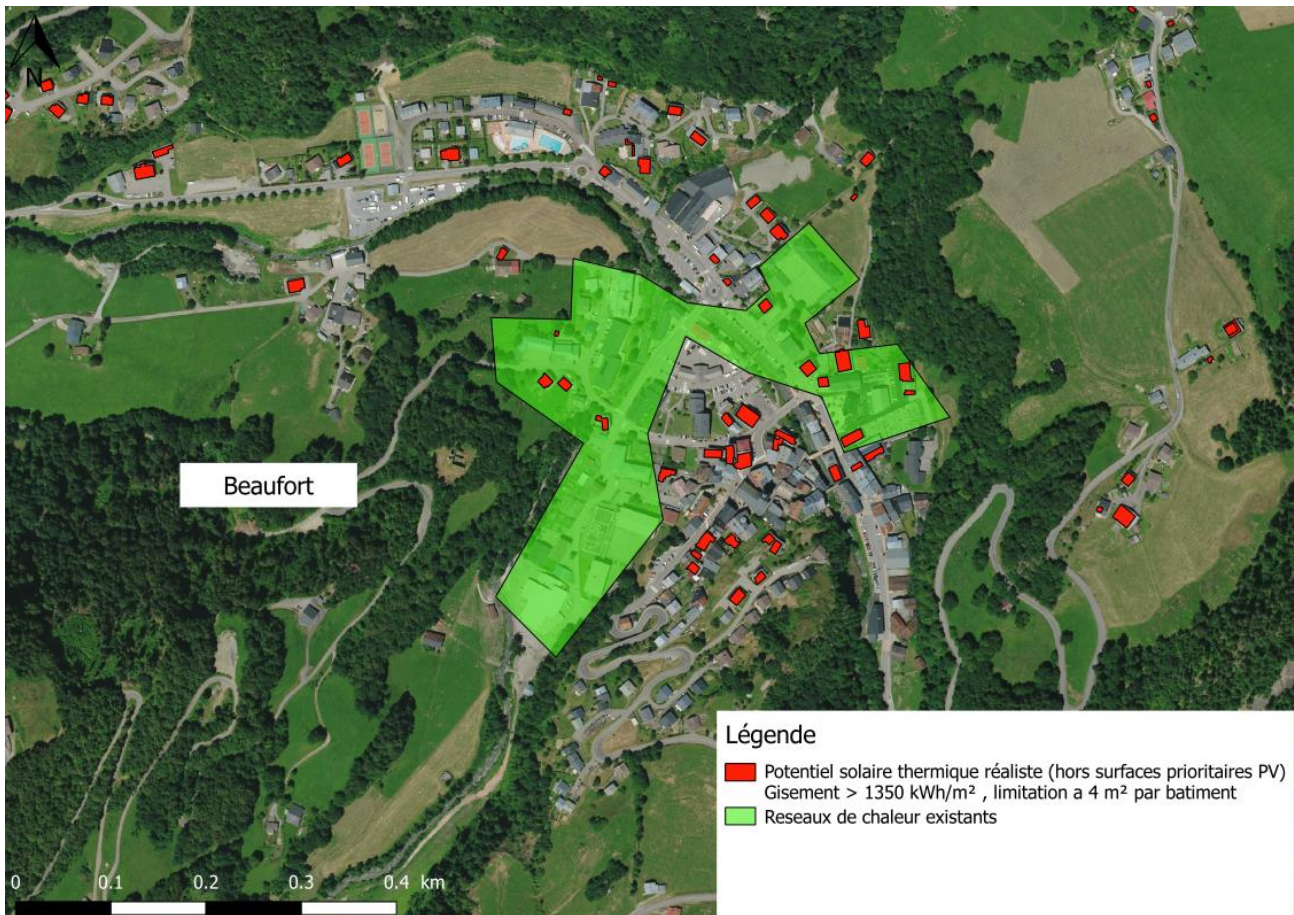 N
Beaufort
Légende
Potentiel solaire thermique réaliste (hors surfaces prioritaires PV)
Gisement > 1350 kWh/m² , limitation a 4 m² par batiment
Reseaux de chaleur existants
0 0.1 0.2 0.3 0.4 km